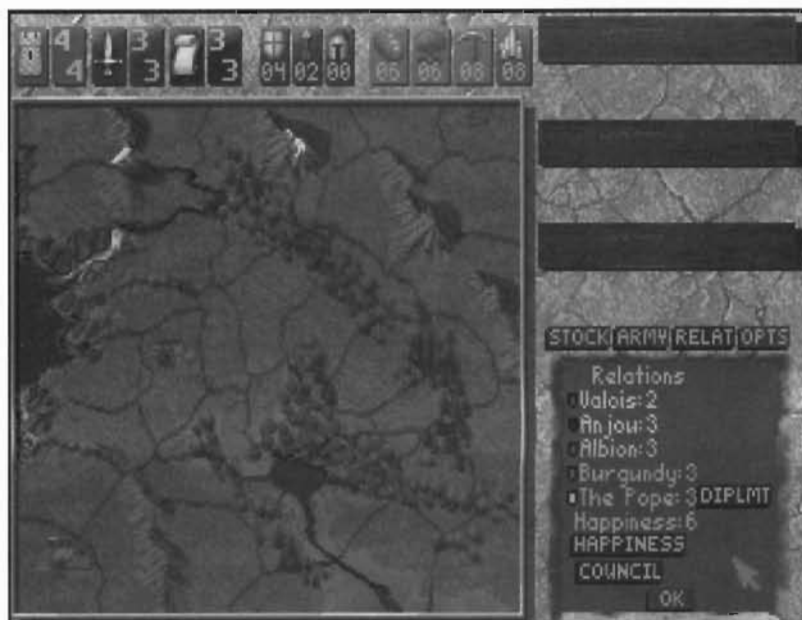 4 4 3 3 3 3 04 02 00 06 06 08 08
STOCK ARMY RELAT OPTS
Relations
Valois:2
Anjou:3
Albion:3
Burgundy:3
The Pope:3 DIPLMT
Happiness:6
HAPPINESS
COUNCIL
OK